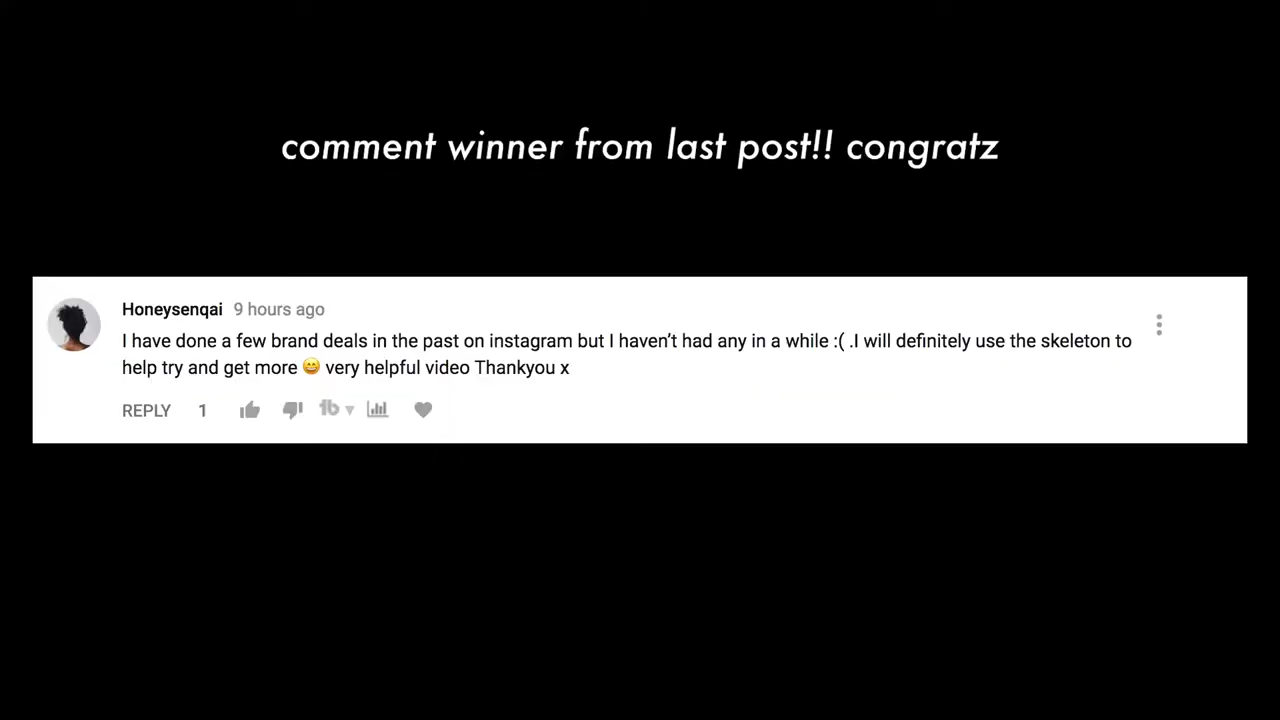 comment winner from last post!! congratz
Honeysenqai 9 hours ago
I have done a few brand deals in the past on instagram but I haven't had any in a while :( .I will definitely use the skeleton to
help try and get more 😄 very helpful video Thankyou x
REPLY 1 tb